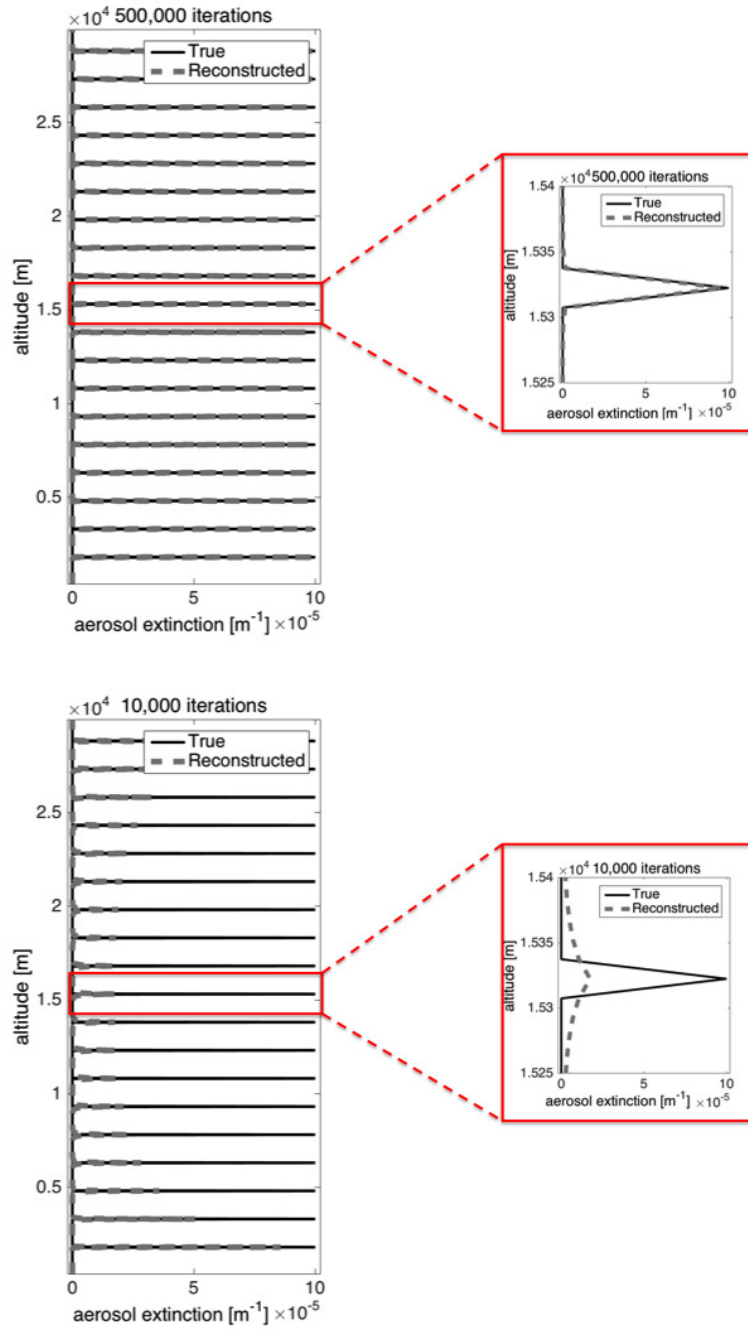 ×10⁴ 500,000 iterations
True
Reconstructed
2.5
2
1.5
1
0.5
altitude [m]
0 5 10
aerosol extinction [m⁻¹] ×10⁻⁵
×10⁴ 500,000 iterations
1.54
True
Reconstructed
1.535
1.53
1.525
altitude [m]
0 5 10
aerosol extinction [m⁻¹] ×10⁻⁵
×10⁴ 10,000 iterations
True
Reconstructed
2.5
2
1.5
1
0.5
altitude [m]
0 5 10
aerosol extinction [m⁻¹] ×10⁻⁵
×10⁴ 10,000 iterations
1.54
True
Reconstructed
1.535
1.53
1.525
altitude [m]
0 5 10
aerosol extinction [m⁻¹] ×10⁻⁵